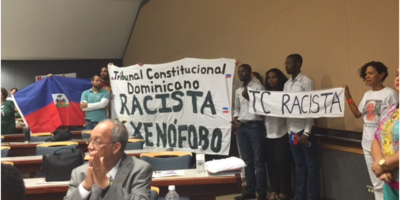 Tribunal Constitucional
Dominicano
RACISTA
XENÓFOBO
TC RACISTA